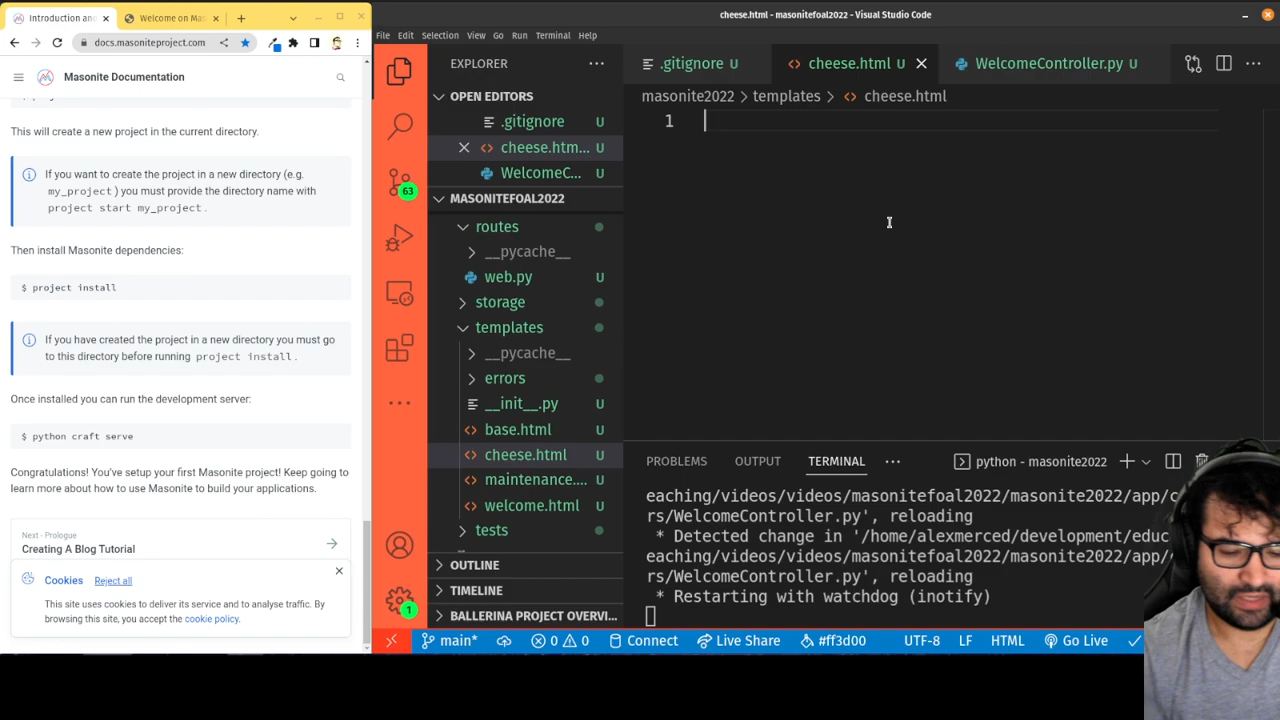 Introduction and
Welcome on Mas
docs.masoniteproject.com
Masonite Documentation
This will create a new project in the current directory.
If you want to create the project in a new directory (e.g.
my_project) you must provide the directory name with
project start my_project.
Then install Masonite dependencies:
$ project install
If you have created the project in a new directory you must go
to this directory before running project install.
Once installed you can run the development server:
$ python craft serve
Congratulations! You've setup your first Masonite project! Keep going to
learn more about how to use Masonite to build your applications.
Next - Prologue
Creating A Blog Tutorial
Cookies Reject all
This site uses cookies to deliver its service and to analyse traffic. By
browsing this site, you accept the cookie policy.
cheese.html - masonitefoal2022 - Visual Studio Code
File Edit Selection View Go Run Terminal Help
63
1
EXPLORER
OPEN EDITORS
.gitignore U
cheese.htm... U
WelcomeC... U
MASONITEFOAL2022
routes
__pycache__
web.py U
storage
templates
__pycache__
errors
__init__.py U
base.html U
cheese.html U
maintenance.... U
welcome.html U
tests
OUTLINE
TIMELINE
BALLERINA PROJECT OVERVI...
.gitignore U
cheese.html U
WelcomeController.py U
masonite2022 > templates > cheese.html
1
PROBLEMS OUTPUT TERMINAL
python - masonite2022
eaching/videos/videos/masonitefoal2022/masonite2022/app/c
rs/WelcomeController.py', reloading
* Detected change in '/home/alexmerced/development/educ
eaching/videos/videos/masonitefoal2022/masonite2022/app/c
rs/WelcomeController.py', reloading
* Restarting with watchdog (inotify)
main* 0 0 Connect Live Share #ff3d00 UTF-8 LF HTML Go Live